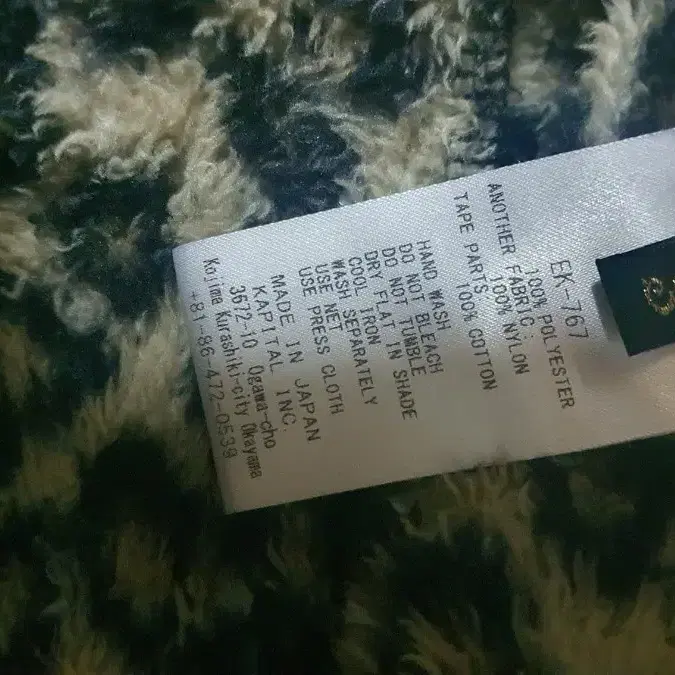 EK-767
100% POLYESTER
ANOTHER FABRIC:
100% NYLON
TAPE PARTS:
100% COTTON
HAND WASH
DO NOT BLEACH
DO NOT TUMBLE
DRY FLAT IN SHADE
COOL IRON
WASH SEPARATELY
USE NET
USE PRESS CLOTH
MADE IN JAPAN
KAPITAL INC.
3672-10 Ogawa-cho
Kojima Kurashiki-city Okayama
+81-86-472-0539